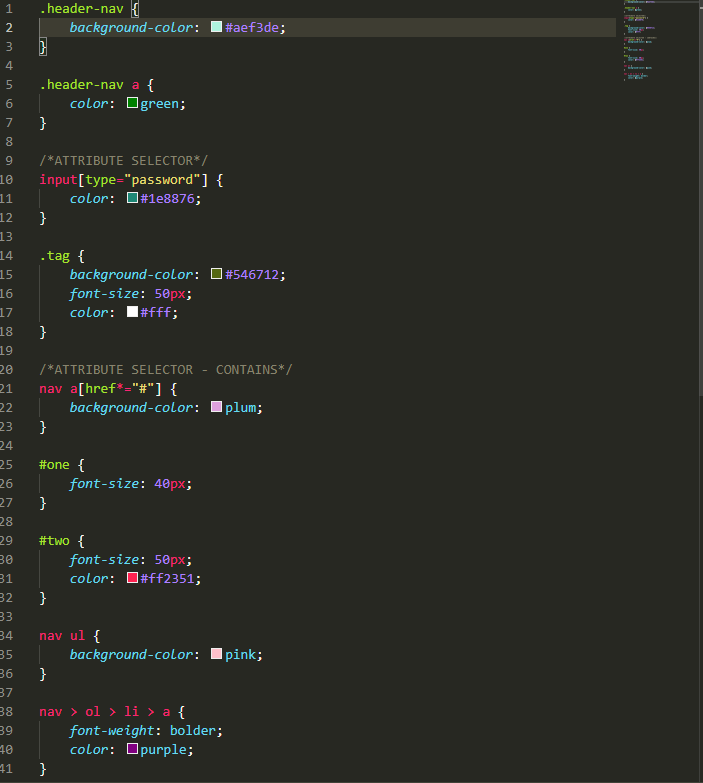 1 .header-nav {
2 background-color: #aef3de;
3 }
4
5 .header-nav a {
6 color: green;
7 }
8
9 /*ATTRIBUTE SELECTOR*/
10 input[type="password"] {
11 color: #1e8876;
12 }
13
14 .tag {
15 background-color: #546712;
16 font-size: 50px;
17 color: #fff;
18 }
19
20 /*ATTRIBUTE SELECTOR - CONTAINS*/
21 nav a[href*="#"] {
22 background-color: plum;
23 }
24
25 #one {
26 font-size: 40px;
27 }
28
29 #two {
30 font-size: 50px;
31 color: #ff2351;
32 }
33
34 nav ul {
35 background-color: pink;
36 }
37
38 nav > ol > li > a {
39 font-weight: bolder;
40 color: purple;
41 }